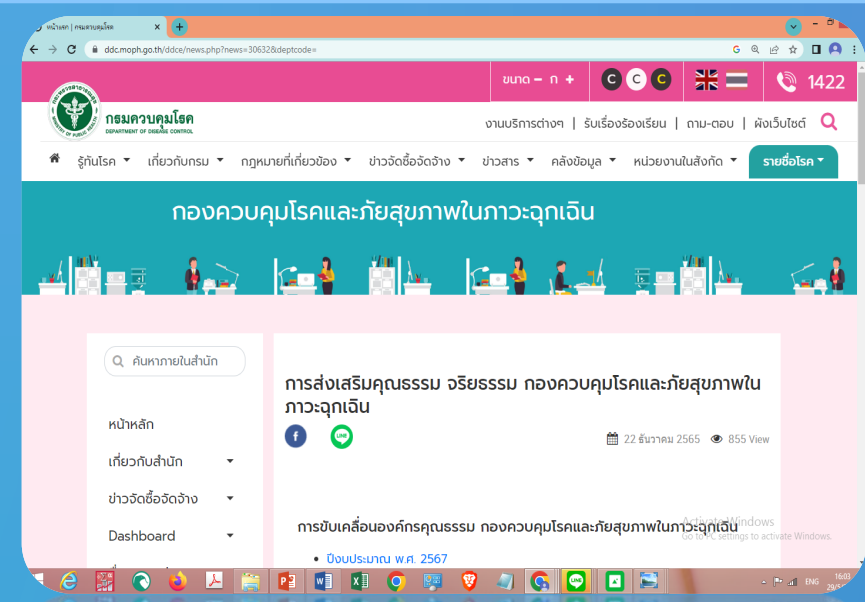 หน้าแรก | กรมควบคุมโรค
ddc.moph.go.th/ddce/news.php?news=30632&deptcode=
ขนาด - ก +
C C C
1422
กรมควบคุมโรค
DEPARTMENT OF DISEASE CONTROL
งานบริการต่างๆ | รับเรื่องร้องเรียน | ถาม-ตอบ | ผังเว็บไซต์
รู้ทันโรค เกี่ยวกับกรม กฎหมายที่เกี่ยวข้อง ข่าวจัดซื้อจัดจ้าง ข่าวสาร คลังข้อมูล หน่วยงานในสังกัด รายชื่อโรค
กองควบคุมโรคและภัยสุขภาพในภาวะฉุกเฉิน
ค้นหาภายในสำนัก
หน้าหลัก
เกี่ยวกับสำนัก
ข่าวจัดซื้อจัดจ้าง
Dashboard
การส่งเสริมคุณธรรม จริยธรรม กองควบคุมโรคและภัยสุขภาพใน
ภาวะฉุกเฉิน
LINE
22 ธันวาคม 2565 855 View
การขับเคลื่อนองค์กรคุณธรรม กองควบคุมโรคและภัยสุขภาพในภาวะฉุกเฉิน
ปีงบประมาณ พ.ศ. 2567
Activate Windows
Go to PC settings to activate Windows.
ENG
16:03